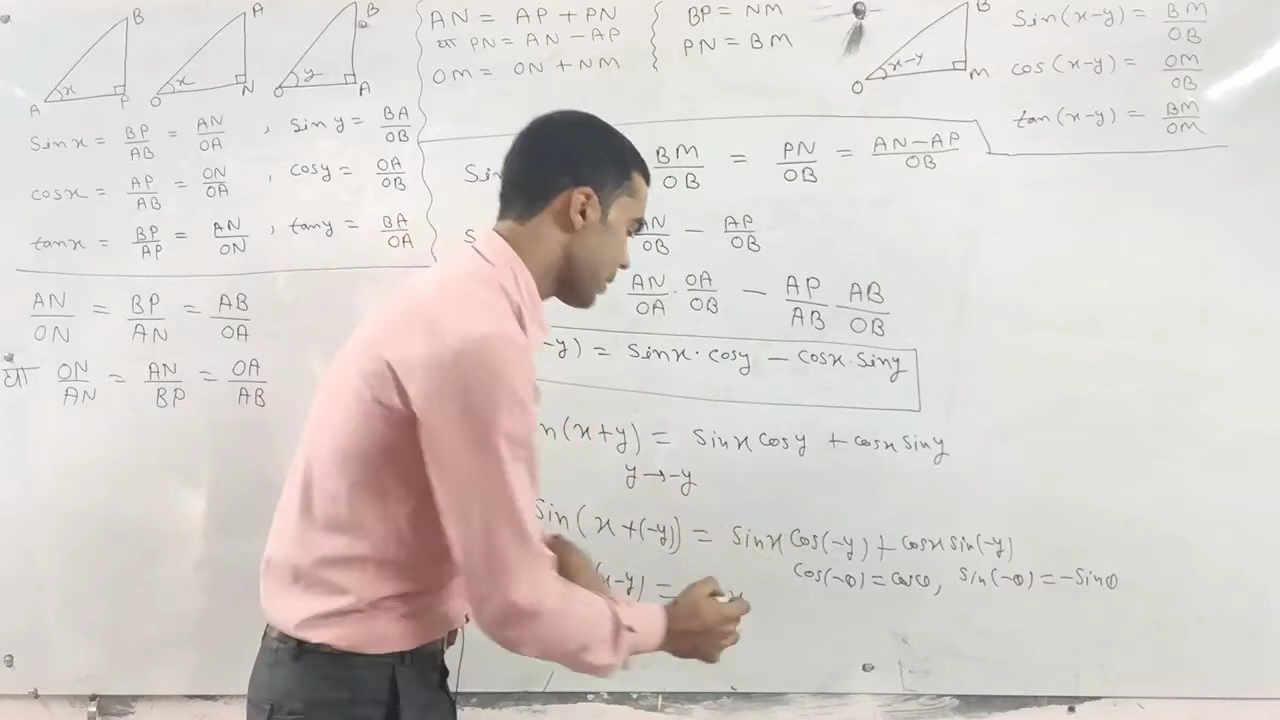 B
A x P
A
O x N
B
O y A
Sin x = BP/AB = AN/OA , Sin y = BA/OB
cos x = AP/AB = ON/OA , cos y = OA/OB
tan x = BP/AP = AN/ON , tan y = BA/OA
AN/ON = BP/AN = AB/OA
या ON/AN = AN/BP = OA/AB
AN = AP + PN
या PN = AN − AP
OM = ON + NM
BP = NM
PN = BM
B
O x−y M
Sin(x−y) = BM/OB
cos(x−y) = OM/OB
tan(x−y) = BM/OM
Sin BM/OB = PN/OB = AN−AP/OB
S AN/OB − AP/OB
AN/OA · OA/OB − AP/AB AB/OB
−y) = Sinx·cosy − cosx·siny
n(x+y) = Sinx cosy + cosx siny
y → −y
Sin(x+(−y)) = Sinx Cos(−y) + cosx sin(−y)
(x−y) = Cos(−θ) = cosθ, Sin(−θ) = −Sinθ